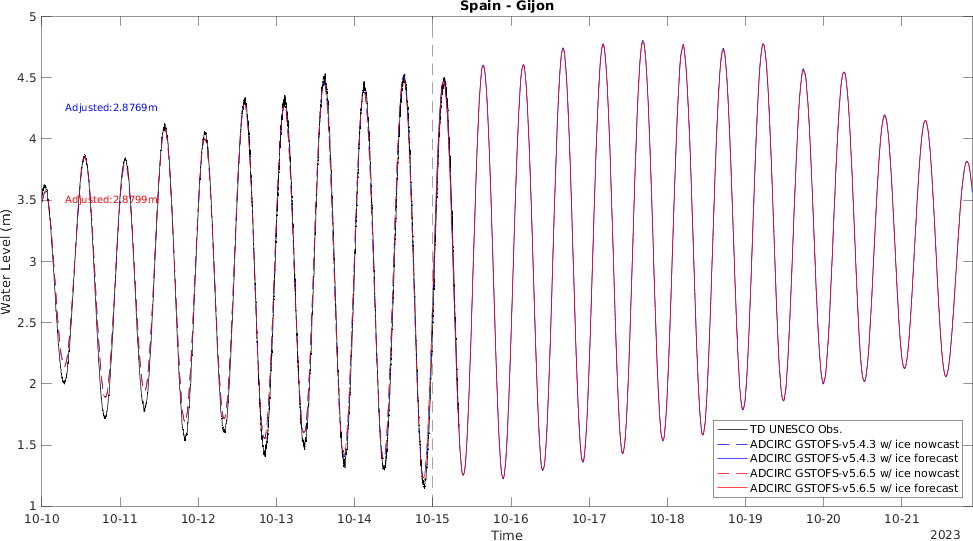 Spain - Gijon
5
4.5
4
3.5
3
2.5
2
1.5
1
Water Level (m)
Adjusted:2.8769m
Adjusted:2.8799m
TD UNESCO Obs.
ADCIRC GSTOFS-v5.4.3 w/ ice nowcast
ADCIRC GSTOFS-v5.4.3 w/ ice forecast
ADCIRC GSTOFS-v5.6.5 w/ ice nowcast
ADCIRC GSTOFS-v5.6.5 w/ ice forecast
10-10 10-11 10-12 10-13 10-14 10-15 10-16 10-17 10-18 10-19 10-20 10-21
Time
2023